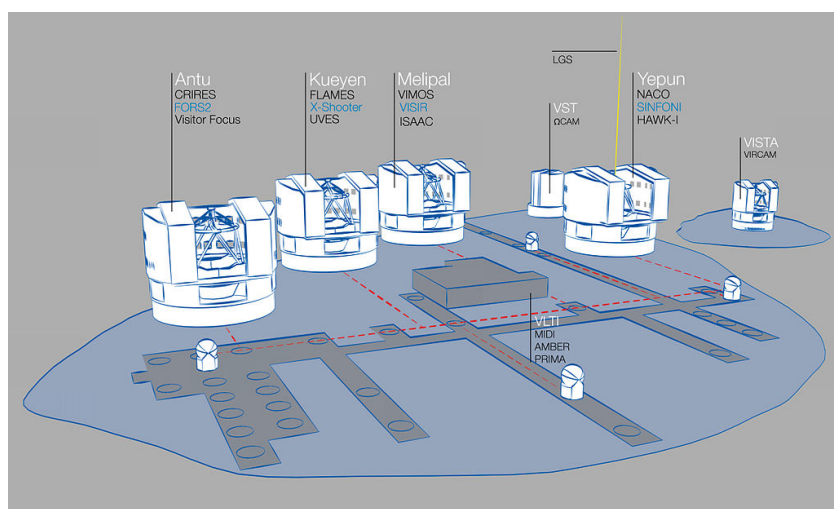 Antu
CRIRES
FORS2
Visitor Focus
Kueyen
FLAMES
X-Shooter
UVES
Melipal
VIMOS
VISIR
ISAAC
LGS
VST
ΩCAM
Yepun
NACO
SINFONI
HAWK-I
VISTA
VIRCAM
VLTI
MIDI
AMBER
PRIMA